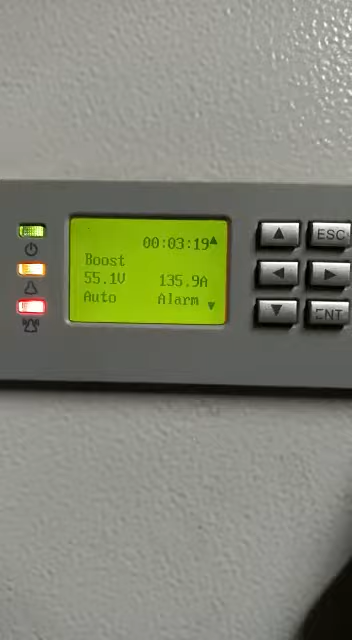 00:03:19
Boost
55.1V 135.9A
Auto Alarm
ESC
ENT